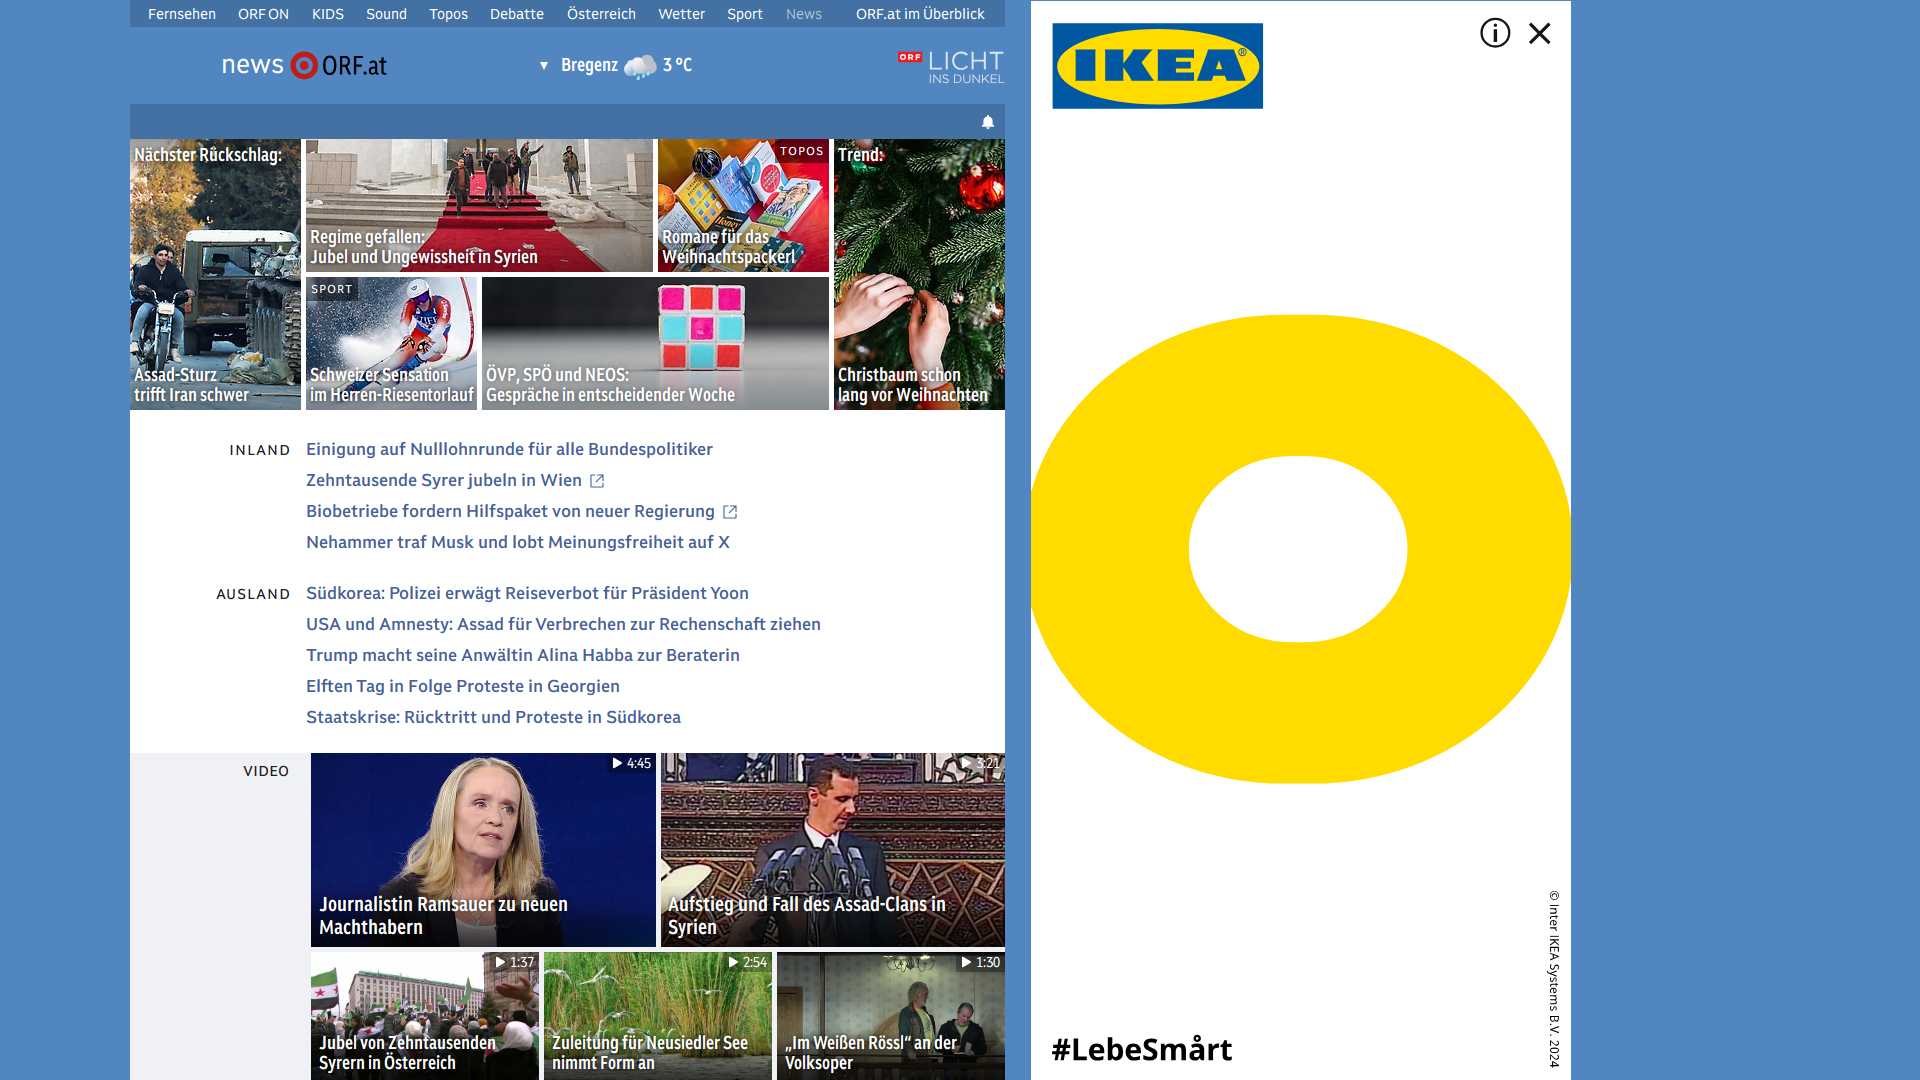 Fernsehen ORF ON KIDS Sound Topos Debatte Österreich Wetter Sport News ORF.at im Überblick
news ORF.at
▼ Bregenz 3 °C
ORF LICHT
INS DUNKEL
Nächster Rückschlag:
Assad-Sturz
trifft Iran schwer
Regime gefallen:
Jubel und Ungewissheit in Syrien
TOPOS
Romane für das
Weihnachtspackerl
Trend:
Christbaum schon
lang vor Weihnachten
SPORT
Schweizer Sensation
im Herren-Riesentorlauf
ÖVP, SPÖ und NEOS:
Gespräche in entscheidender Woche
INLAND
Einigung auf Nulllohnrunde für alle Bundespolitiker
Zehntausende Syrer jubeln in Wien
Biobetriebe fordern Hilfspaket von neuer Regierung
Nehammer traf Musk und lobt Meinungsfreiheit auf X
AUSLAND
Südkorea: Polizei erwägt Reiseverbot für Präsident Yoon
USA und Amnesty: Assad für Verbrechen zur Rechenschaft ziehen
Trump macht seine Anwältin Alina Habba zur Beraterin
Elften Tag in Folge Proteste in Georgien
Staatskrise: Rücktritt und Proteste in Südkorea
VIDEO
4:45
Journalistin Ramsauer zu neuen
Machthabern
3:21
Aufstieg und Fall des Assad-Clans in
Syrien
1:37
Jubel von Zehntausenden
Syrern in Österreich
2:54
Zuleitung für Neusiedler See
nimmt Form an
1:30
„Im Weißen Rössl“ an der
Volksoper
IKEA®
#LebeSmårt
© Inter IKEA Systems B.V. 2024